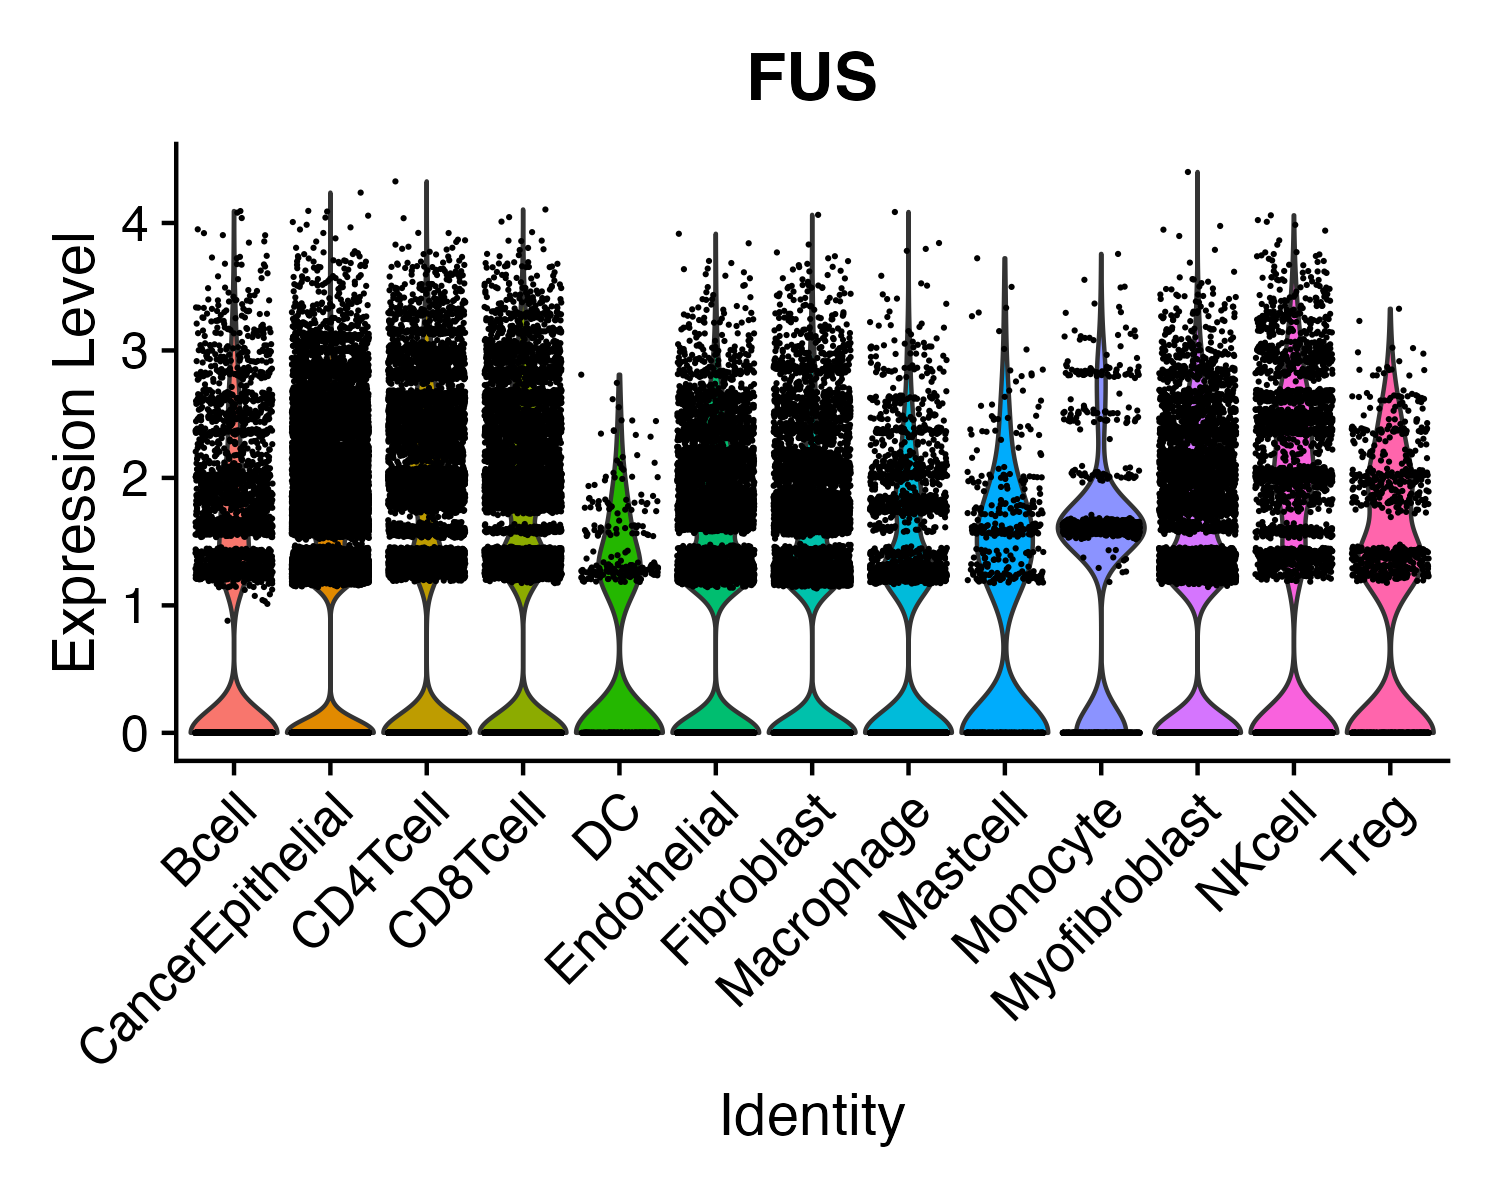 FUS
Expression Level
4
3
2
1
0
Bcell
CancerEpithelial
CD4Tcell
CD8Tcell
DC
Endothelial
Fibroblast
Macrophage
Mastcell
Monocyte
Myofibroblast
NKcell
Treg
Identity